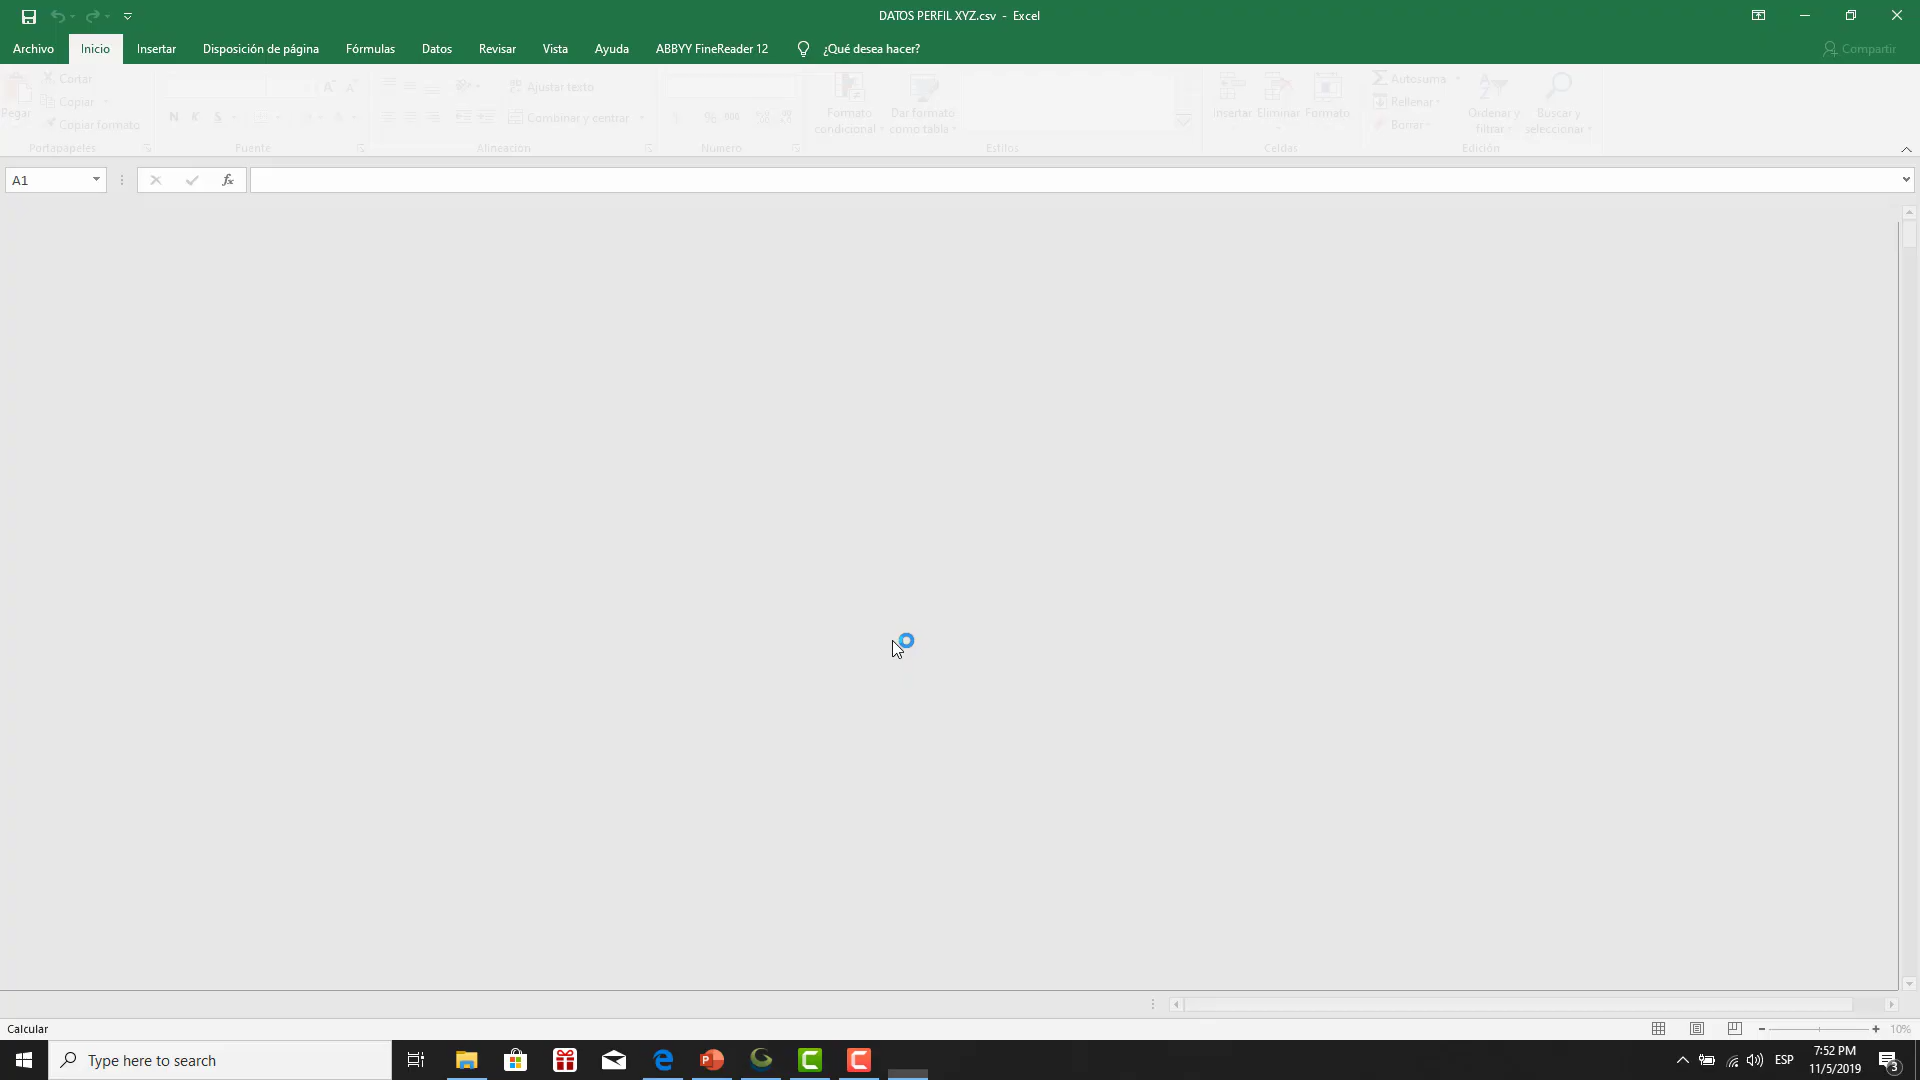 DATOS PERFIL XYZ.csv - Excel
Archivo Inicio Insertar Disposición de página Fórmulas Datos Revisar Vista Ayuda ABBYY FineReader 12 ¿Qué desea hacer? Compartir
Pegar
Cortar
Copiar
Copiar formato
Portapapeles
N K S
Fuente
Ajustar texto
Combinar y centrar
Alineación
$ % 000
Número
Formato
condicional
Dar formato
como tabla
Estilos
Insertar Eliminar Formato
Celdas
Autosuma
Rellenar
Borrar
Ordenar y
filtrar
Buscar y
seleccionar
Edición
A1
fx
Calcular
10%
Type here to search
ESP
7:52 PM
11/5/2019
3